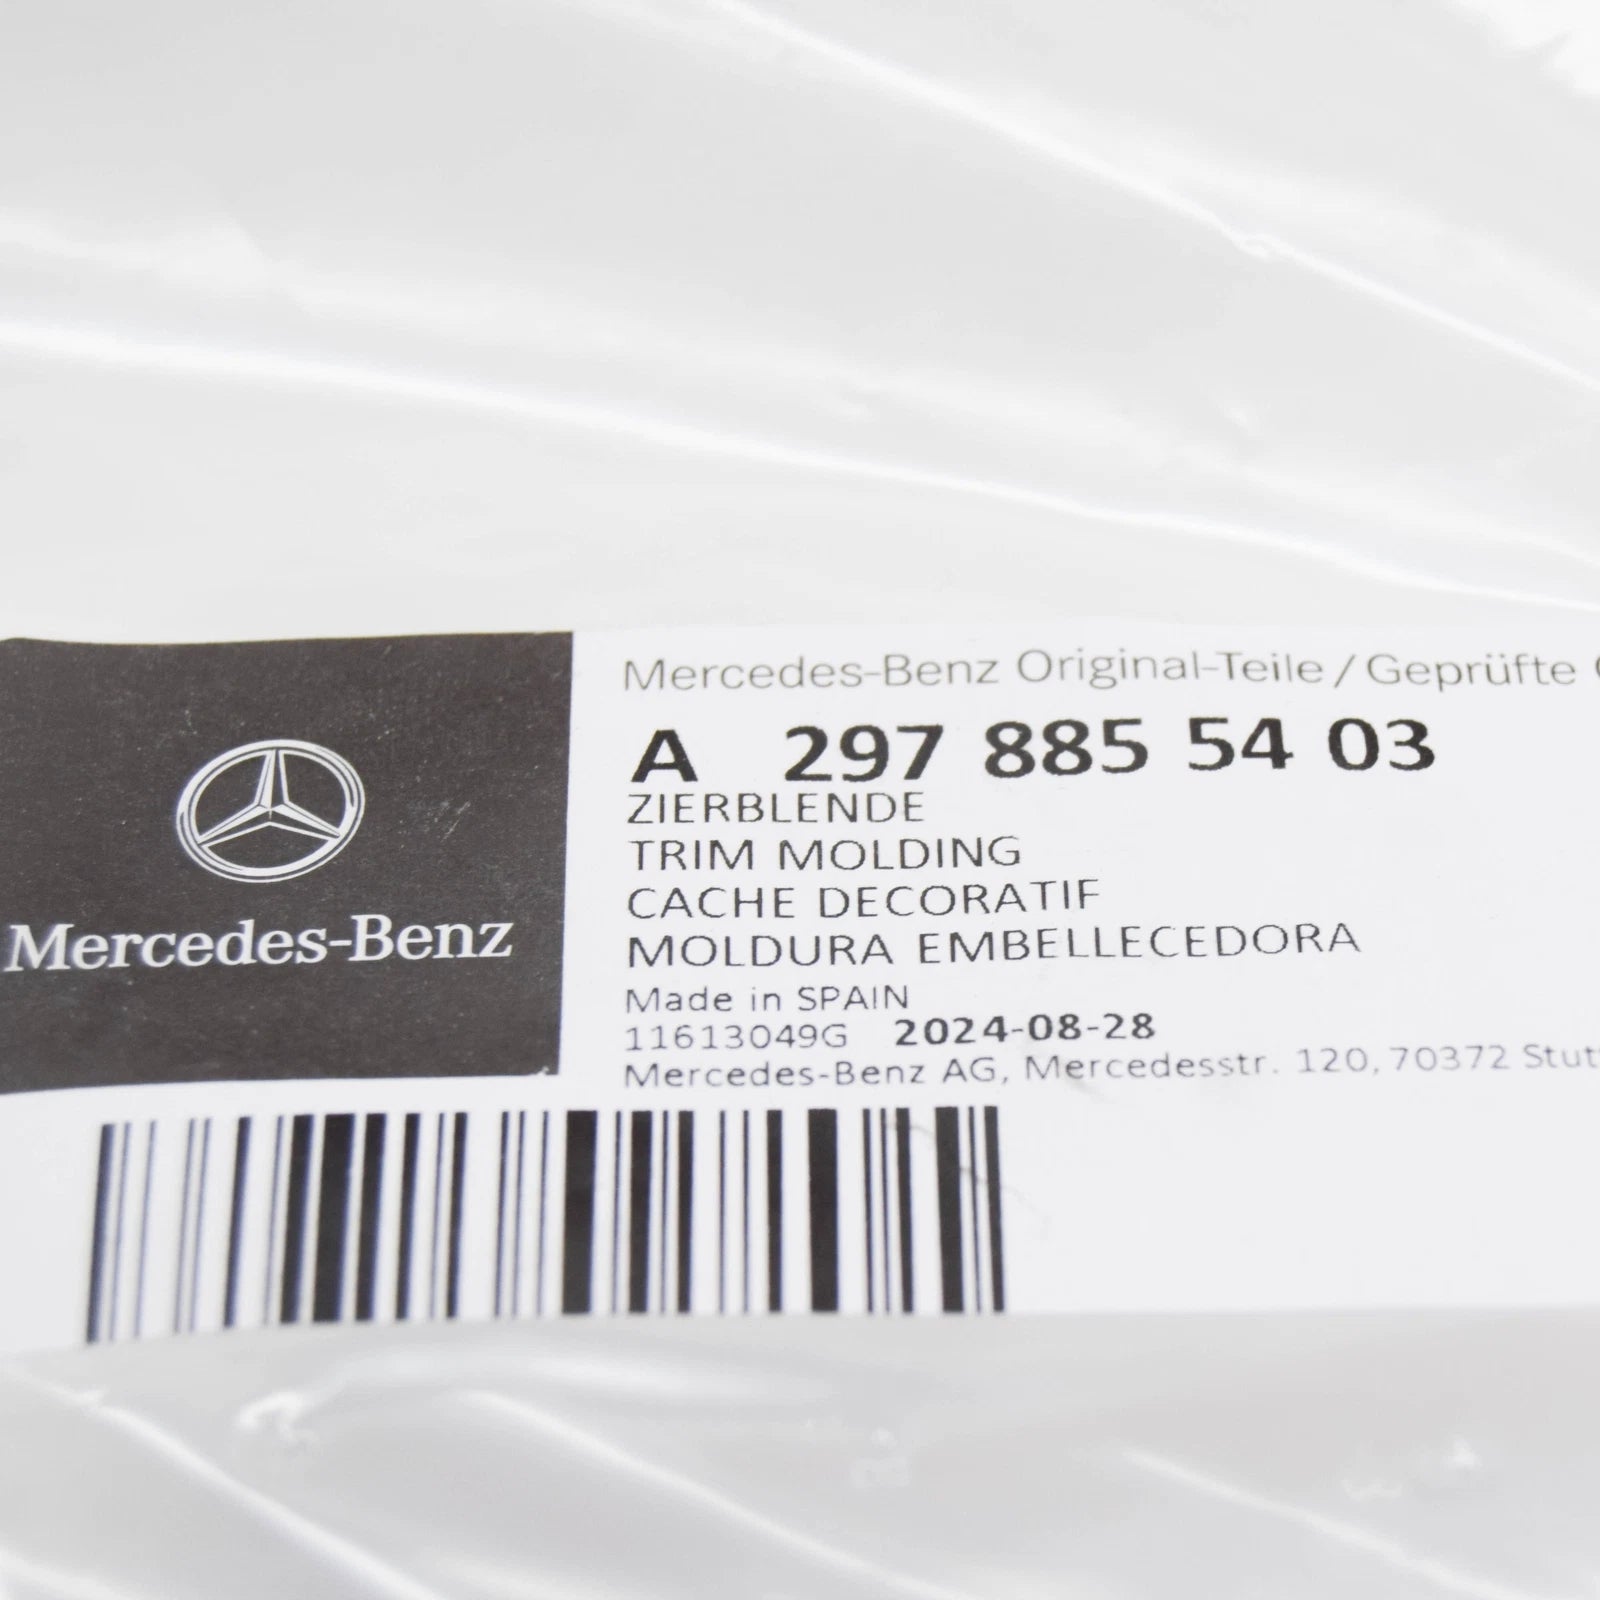 Mercedes-Benz
Mercedes-Benz Original-Teile / Geprüfte
A 297 885 54 03
ZIERBLENDE
TRIM MOLDING
CACHE DECORATIF
MOLDURA EMBELLECEDORA
Made in SPAIN
11613049G 2024-08-28
Mercedes-Benz AG, Mercedesstr. 120, 70372 Stut